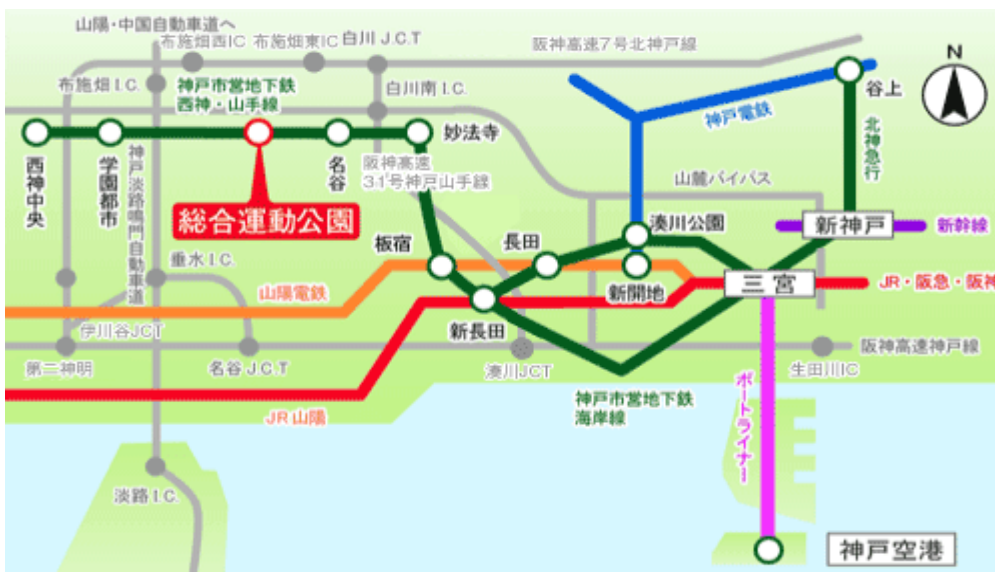 山陽・中国自動車道へ
布施畑西IC
布施畑東IC
白川 J.C.T
阪神高速7号北神戸線
N
布施畑 I.C.
神戸市営地下鉄
西神・山手線
白川南 I.C.
谷上
神戸電鉄
北神急行
妙法寺
西神中央
学園都市
名谷
阪神高速
31号神戸山手線
山麓バイパス
神戸淡路鳴門自動車道
総合運動公園
湊川公園
新神戸
新幹線
板宿
長田
垂水 I.C.
山陽電鉄
新開地
三宮
JR・阪急・阪神
伊川谷JCT
新長田
第二神明
名谷 J.C.T
湊川JCT
生田川IC
阪神高速神戸線
JR 山陽
神戸市営地下鉄
海岸線
ポートライナー
淡路 I.C.
神戸空港